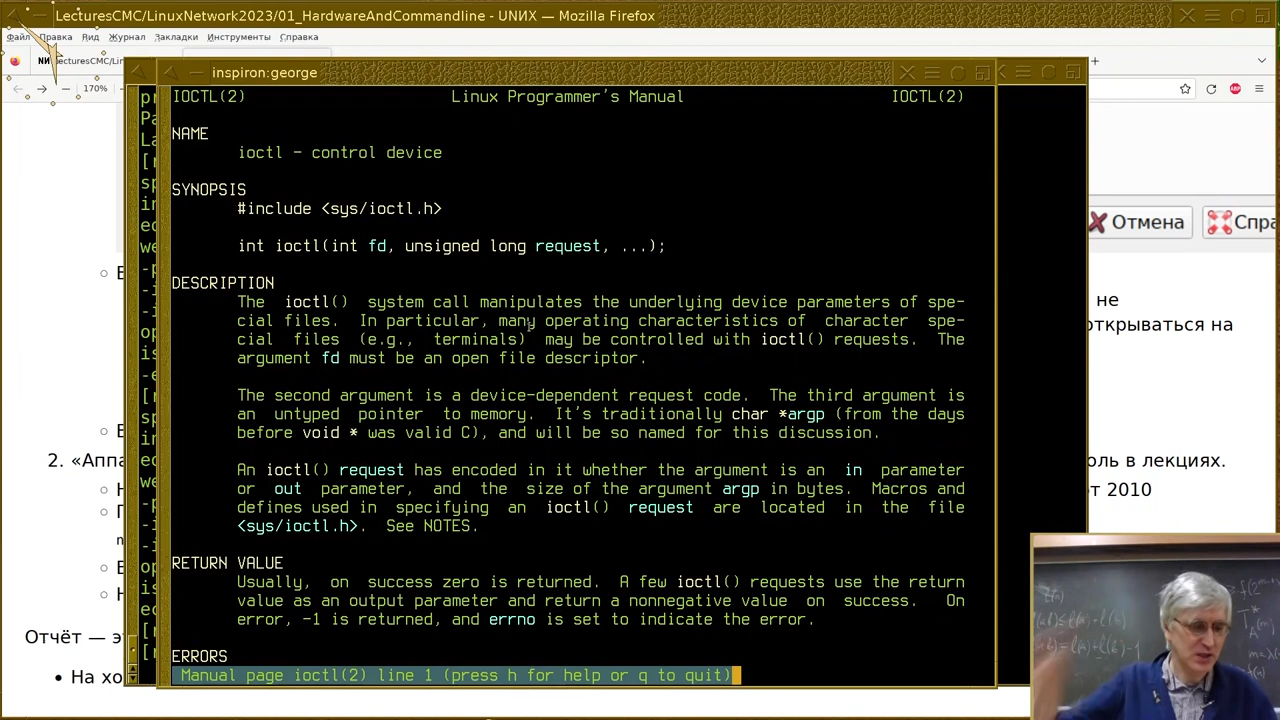 LecturesCMC/LinuxNetwork2023/01_HardwareAndCommandline - UNИX — Mozilla Firefox
Файл Правка Вид Журнал Закладки Инструменты Справка
170%
inspiron:george
IOCTL(2) Linux Programmer's Manual IOCTL(2)
NAME
ioctl - control device
SYNOPSIS
#include <sys/ioctl.h>
int ioctl(int fd, unsigned long request, ...);
DESCRIPTION
The ioctl() system call manipulates the underlying device parameters of spe-
cial files. In particular, many operating characteristics of character spe-
cial files (e.g., terminals) may be controlled with ioctl() requests. The
argument fd must be an open file descriptor.
The second argument is a device-dependent request code. The third argument is
an untyped pointer to memory. It's traditionally char *argp (from the days
before void * was valid C), and will be so named for this discussion.
An ioctl() request has encoded in it whether the argument is an in parameter
or out parameter, and the size of the argument argp in bytes. Macros and
defines used in specifying an ioctl() request are located in the file
<sys/ioctl.h>. See NOTES.
RETURN VALUE
Usually, on success zero is returned. A few ioctl() requests use the return
value as an output parameter and return a nonnegative value on success. On
error, -1 is returned, and errno is set to indicate the error.
ERRORS
Manual page ioctl(2) line 1 (press h for help or q to quit)
Отмена
не
открываться на
2. «Аппа
в лекциях.
от 2010
Отчёт —
На хо